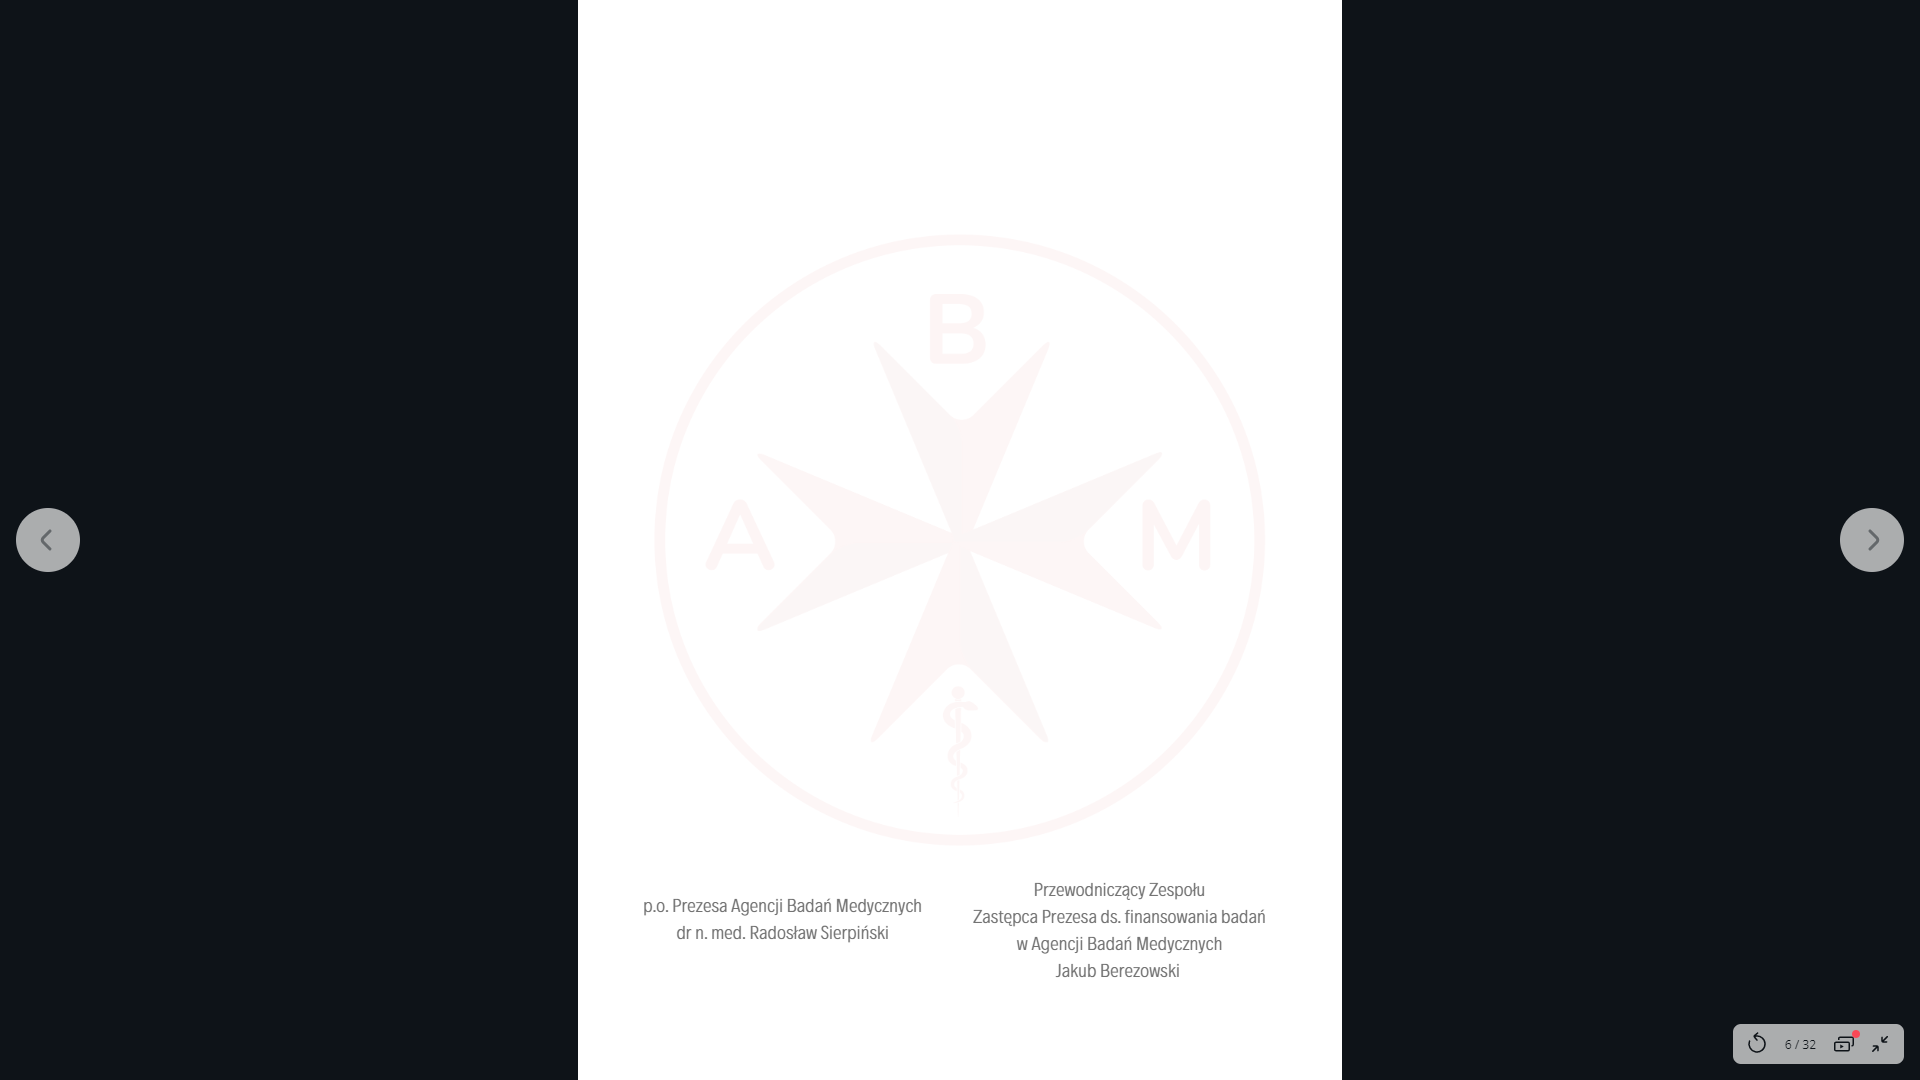 B
A
M
p.o. Prezesa Agencji Badań Medycznych
dr n. med. Radosław Sierpiński
Przewodniczący Zespołu
Zastępca Prezesa ds. finansowania badań
w Agencji Badań Medycznych
Jakub Berezowski
6 / 32